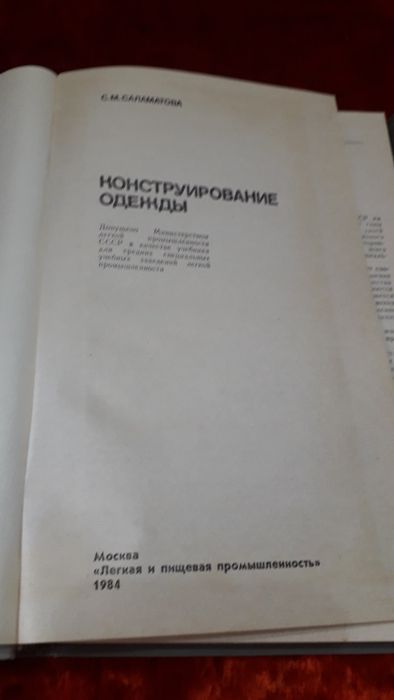 С.М.САЛАМАТОВА
КОНСТРУИРОВАНИЕ
ОДЕЖДЫ
Допущено Министерством
легкой промышленности
СССР в качестве учебника
для средних специальных
учебных заведений легкой
промышленности
Москва
«Легкая и пищевая промышленность»
1984